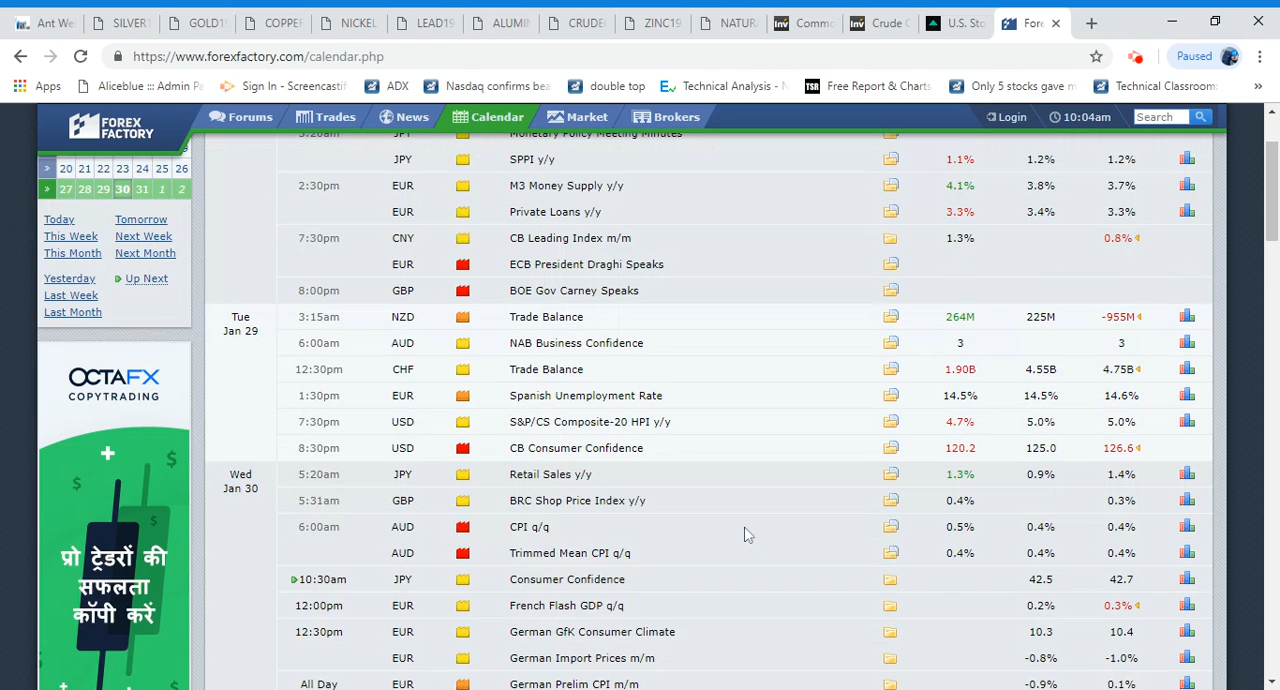 Ant We
SILVER1
GOLD1
COPPER
NICKEL
LEAD19
ALUMIN
CRUDE
ZINC19
NATUR
Commo
Crude
U.S. Sto
Fore
https://www.forexfactory.com/calendar.php
Paused
Apps
Aliceblue ::: Admin Pa
Sign In - Screencastif
ADX
Nasdaq confirms bea
double top
Technical Analysis -
TSR
Free Report & Charts
Only 5 stocks gave m
Technical Classroom
»
FOREX FACTORY
Forums
Trades
News
Calendar
Market
Brokers
Login
10:04am
Search
» 20 21 22 23 24 25 26
» 27 28 29 30 31 1 2
Today Tomorrow
This Week Next Week
This Month Next Month
Yesterday Up Next
Last Week
Last Month
OCTAFX
COPYTRADING
प्रो ट्रेडरों की
सफलता
कॉपी करें
5:20am JPY Monetary Policy Meeting Minutes
JPY SPPI y/y 1.1% 1.2% 1.2%
2:30pm EUR M3 Money Supply y/y 4.1% 3.8% 3.7%
EUR Private Loans y/y 3.3% 3.4% 3.3%
7:30pm CNY CB Leading Index m/m 1.3% 0.8%
EUR ECB President Draghi Speaks
8:00pm GBP BOE Gov Carney Speaks
Tue
Jan 29
3:15am NZD Trade Balance 264M 225M -955M
6:00am AUD NAB Business Confidence 3 3
12:30pm CHF Trade Balance 1.90B 4.55B 4.75B
1:30pm EUR Spanish Unemployment Rate 14.5% 14.5% 14.6%
7:30pm USD S&P/CS Composite-20 HPI y/y 4.7% 5.0% 5.0%
8:30pm USD CB Consumer Confidence 120.2 125.0 126.6
Wed
Jan 30
5:20am JPY Retail Sales y/y 1.3% 0.9% 1.4%
5:31am GBP BRC Shop Price Index y/y 0.4% 0.3%
6:00am AUD CPI q/q 0.5% 0.4% 0.4%
AUD Trimmed Mean CPI q/q 0.4% 0.4% 0.4%
10:30am JPY Consumer Confidence 42.5 42.7
12:00pm EUR French Flash GDP q/q 0.2% 0.3%
12:30pm EUR German GfK Consumer Climate 10.3 10.4
EUR German Import Prices m/m -0.8% -1.0%
All Day EUR German Prelim CPI m/m -0.9% 0.1%